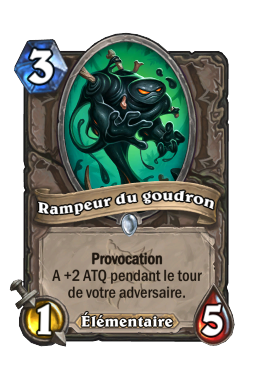 3
Rampeur du goudron
Provocation
A +2 ATQ pendant le tour
de votre adversaire.
1
Élémentaire
5